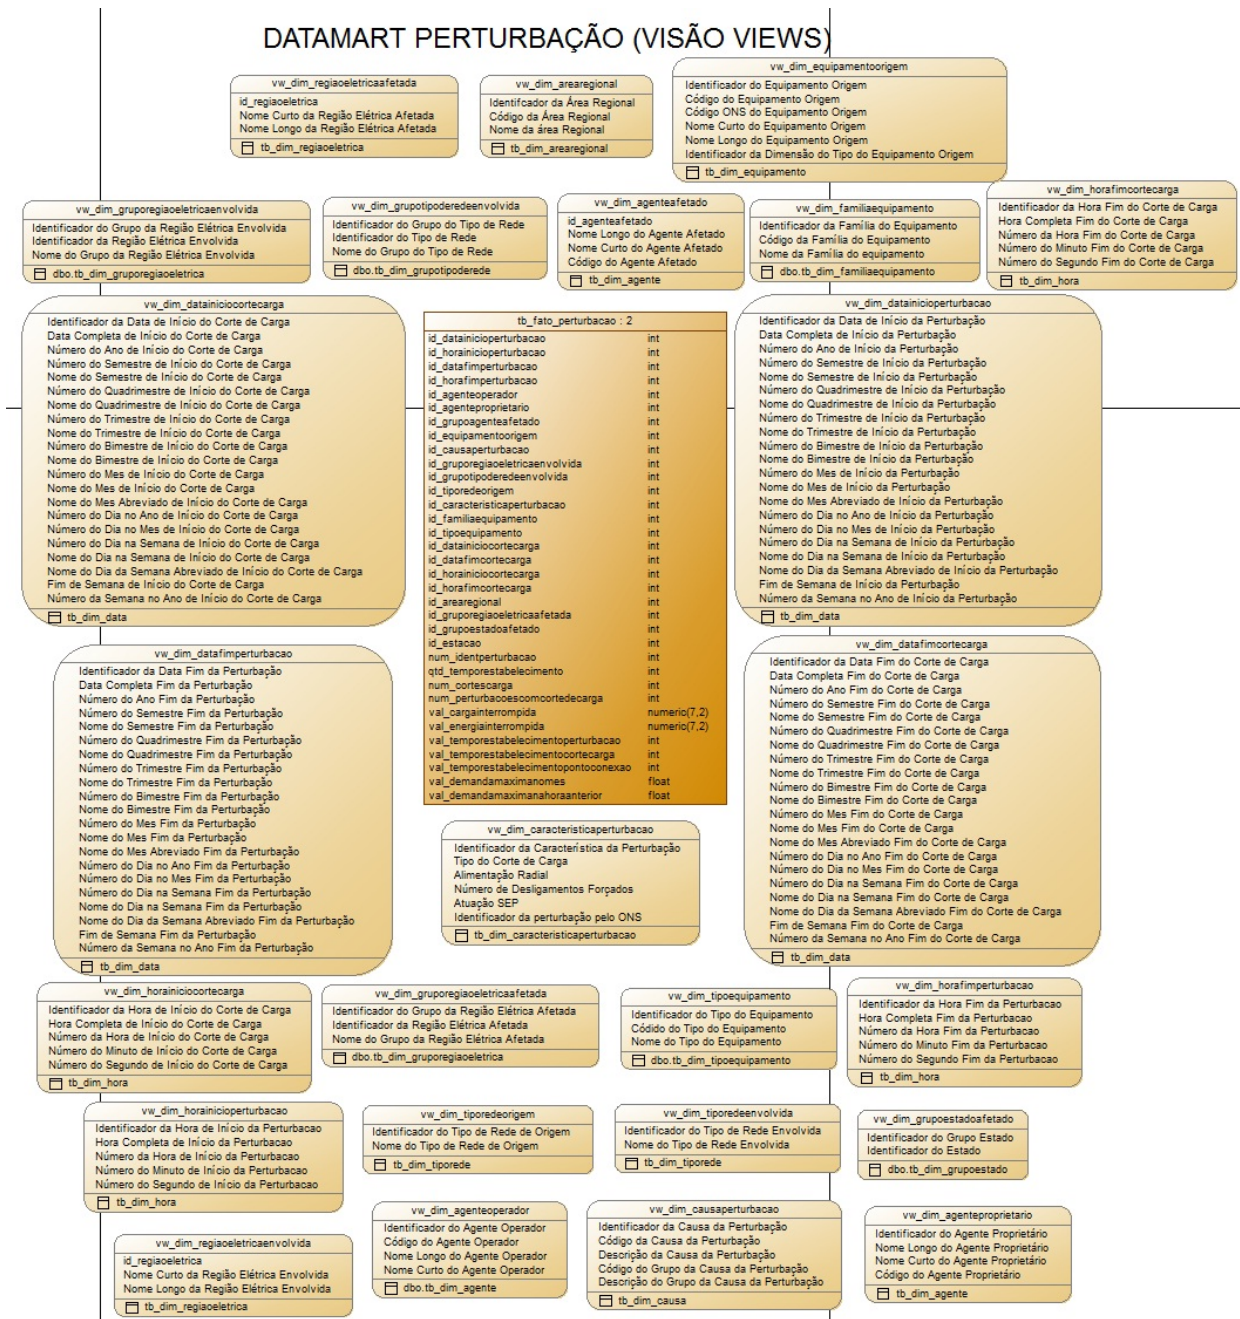 DATAMART PERTURBAÇÃO (VISÃO VIEWS)
vw_dim_regiaoeletricaafetada
id_regiaoeletrica
Nome Curto da Região Elétrica Afetada
Nome Longo da Região Elétrica Afetada
tb_dim_regiaoeletrica
vw_dim_arearegional
Identifcador da Área Regional
Código da Área Regional
Nome da área Regional
tb_dim_arearegional
vw_dim_equipamentoorigem
Identificador do Equipamento Origem
Código do Equipamento Origem
Código ONS do Equipamento Origem
Nome Curto do Equipamento Origem
Nome Longo do Equipamento Origem
Identificador da Dimensão do Tipo do Equipamento Origem
tb_dim_equipamento
vw_dim_gruporegiaoeletricaenvolvida
Identificador do Grupo da Região Elétrica Envolvida
Identificador da Região Elétrica Envolvida
Nome do Grupo da Região Elétrica Envolvida
dbo.tb_dim_gruporegiaoeletrica
vw_dim_grupotipoderedeenvolvida
Identificador do Grupo do Tipo de Rede
Identificador do Tipo de Rede
Nome do Grupo do Tipo de Rede
dbo.tb_dim_grupotipoderede
vw_dim_agenteafetado
id_agenteafetado
Nome Longo do Agente Afetado
Nome Curto do Agente Afetado
Código do Agente Afetado
tb_dim_agente
vw_dim_familiaequipamento
Identificador da Família do Equipamento
Código da Família do Equipamento
Nome da Família do equipamento
dbo.tb_dim_familiaequipamento
vw_dim_horafimcortecarga
Identificador da Hora Fim do Corte de Carga
Hora Completa Fim do Corte de Carga
Número da Hora Fim do Corte de Carga
Número do Minuto Fim do Corte de Carga
Número do Segundo Fim do Corte de Carga
tb_dim_hora
vw_dim_datainiciocortecarga
Identificador da Data de Início do Corte de Carga
Data Completa de Início do Corte de Carga
Número do Ano de Início do Corte de Carga
Número do Semestre de Início do Corte de Carga
Nome do Semestre de Início do Corte de Carga
Número do Quadrimestre de Início do Corte de Carga
Nome do Quadrimestre de Início do Corte de Carga
Número do Trimestre de Início do Corte de Carga
Nome do Trimestre de Início do Corte de Carga
Número do Bimestre de Início do Corte de Carga
Nome do Bimestre de Início do Corte de Carga
Número do Mes de Início do Corte de Carga
Nome do Mes de Início do Corte de Carga
Nome do Mes Abreviado de Início do Corte de Carga
Número do Dia no Ano de Início do Corte de Carga
Número do Dia no Mes de Início do Corte de Carga
Número do Dia na Semana de Início do Corte de Carga
Nome do Dia na Semana de Início do Corte de Carga
Nome do Dia da Semana Abreviado de Início do Corte de Carga
Fim de Semana de Início do Corte de Carga
Número da Semana no Ano de Início do Corte de Carga
tb_dim_data
tb_fato_perturbacao : 2
id_datainicioperturbacao int
id_horainicioperturbacao int
id_datafimperturbacao int
id_horafimperturbacao int
id_agenteoperador int
id_agenteproprietario int
id_grupoagenteafetado int
id_equipamentoorigem int
id_causaperturbacao int
id_gruporegiaoeletricaenvolvida int
id_grupotipoderedeenvolvida int
id_tiporedeorigem int
id_caracteristicaperturbacao int
id_familiaequipamento int
id_tipoequipamento int
id_datainiciocortecarga int
id_datafimcortecarga int
id_horainiciocortecarga int
id_horafimcortecarga int
id_arearegional int
id_gruporegiaoeletricaafetada int
id_grupoestadoafetado int
id_estacao int
num_identperturbacao int
qtd_temporestabelecimento int
num_cortescarga int
num_perturbacoescomcortedecarga int
val_cargainterrompida numeric(7,2)
val_energiainterrompida numeric(7,2)
val_temporestabelecimentoperturbacao int
val_temporestabelecimentocortecarga int
val_temporestabelecimentopontoconexao int
val_demandamaximanomes float
val_demandamaximanahoraanterior float
vw_dim_datainicioperturbacao
Identificador da Data de Início da Perturbação
Data Completa de Início da Perturbação
Número do Ano de Início da Perturbação
Número do Semestre de Início da Perturbação
Nome do Semestre de Início da Perturbação
Número do Quadrimestre de Início da Perturbação
Nome do Quadrimestre de Início da Perturbação
Número do Trimestre de Início da Perturbação
Nome do Trimestre de Início da Perturbação
Número do Bimestre de Início da Perturbação
Nome do Bimestre de Início da Perturbação
Número do Mes de Início da Perturbação
Nome do Mes de Início da Perturbação
Nome do Mes Abreviado de Início da Perturbação
Número do Dia no Ano de Início da Perturbação
Número do Dia no Mes de Início da Perturbação
Número do Dia na Semana de Início da Perturbação
Nome do Dia na Semana de Início da Perturbação
Nome do Dia da Semana Abreviado de Início da Perturbação
Fim de Semana de Início da Perturbação
Número da Semana no Ano de Início da Perturbação
tb_dim_data
vw_dim_datafimperturbacao
Identificador da Data Fim da Perturbação
Data Completa Fim da Perturbação
Número do Ano Fim da Perturbação
Número do Semestre Fim da Perturbação
Nome do Semestre Fim da Perturbação
Número do Quadrimestre Fim da Perturbação
Nome do Quadrimestre Fim da Perturbação
Número do Trimestre Fim da Perturbação
Nome do Trimestre Fim da Perturbação
Número do Bimestre Fim da Perturbação
Nome do Bimestre Fim da Perturbação
Número do Mes Fim da Perturbação
Nome do Mes Fim da Perturbação
Nome do Mes Abreviado Fim da Perturbação
Número do Dia no Ano Fim da Perturbação
Número do Dia no Mes Fim da Perturbação
Número do Dia na Semana Fim da Perturbação
Nome do Dia na Semana Fim da Perturbação
Nome do Dia da Semana Abreviado Fim da Perturbação
Fim de Semana Fim da Perturbação
Número da Semana no Ano Fim da Perturbação
tb_dim_data
vw_dim_datafimcortecarga
Identificador da Data Fim do Corte de Carga
Data Completa Fim do Corte de Carga
Número do Ano Fim do Corte de Carga
Número do Semestre Fim do Corte de Carga
Nome do Semestre Fim do Corte de Carga
Número do Quadrimestre Fim do Corte de Carga
Nome do Quadrimestre Fim do Corte de Carga
Número do Trimestre Fim do Corte de Carga
Nome do Trimestre Fim do Corte de Carga
Número do Bimestre Fim do Corte de Carga
Nome do Bimestre Fim do Corte de Carga
Número do Mes Fim do Corte de Carga
Nome do Mes Fim do Corte de Carga
Nome do Mes Abreviado Fim do Corte de Carga
Número do Dia no Ano Fim do Corte de Carga
Número do Dia no Mes Fim do Corte de Carga
Número do Dia na Semana Fim do Corte de Carga
Nome do Dia na Semana Fim do Corte de Carga
Nome do Dia da Semana Abreviado Fim do Corte de Carga
Fim de Semana Fim do Corte de Carga
Número da Semana no Ano Fim do Corte de Carga
tb_dim_data
vw_dim_caracteristicaperturbacao
Identificador da Característica da Perturbação
Tipo do Corte de Carga
Alimentação Radial
Número de Desligamentos Forçados
Atuação SEP
Identificador da perturbação pelo ONS
tb_dim_caracteristicaperturbacao
vw_dim_horainiciocortecarga
Identificador da Hora de Início do Corte de Carga
Hora Completa de Início do Corte de Carga
Número da Hora de Início do Corte de Carga
Número do Minuto de Início do Corte de Carga
Número do Segundo de Início do Corte de Carga
tb_dim_hora
vw_dim_gruporegiaoeletricaafetada
Identificador do Grupo da Região Elétrica Afetada
Identificador da Região Elétrica Afetada
Nome do Grupo da Região Elétrica Afetada
dbo.tb_dim_gruporegiaoeletrica
vw_dim_tipoequipamento
Identificador do Tipo do Equipamento
Códido do Tipo do Equipamento
Nome do Tipo do Equipamento
dbo.tb_dim_tipoequipamento
vw_dim_horafimperturbacao
Identificador da Hora Fim da Perturbacao
Hora Completa Fim da Perturbacao
Número da Hora Fim da Perturbacao
Número do Minuto Fim da Perturbacao
Número do Segundo Fim da Perturbacao
tb_dim_hora
vw_dim_horainicioperturbacao
Identificador da Hora de Início da Perturbacao
Hora Completa de Início da Perturbacao
Número da Hora de Início da Perturbacao
Número do Minuto de Início da Perturbacao
Número do Segundo de Início da Perturbacao
tb_dim_hora
vw_dim_tiporedeorigem
Identificador do Tipo de Rede de Origem
Nome do Tipo de Rede de Origem
tb_dim_tiporede
vw_dim_tiporedeenvolvida
Identificador do Tipo de Rede Envolvida
Nome do Tipo de Rede Envolvida
tb_dim_tiporede
vw_dim_grupoestadoafetado
Identificador do Grupo Estado
Identificador do Estado
dbo.tb_dim_grupoestado
vw_dim_regiaoeletricaenvolvida
id_regiaoeletrica
Nome Curto da Região Elétrica Envolvida
Nome Longo da Região Elétrica Envolvida
tb_dim_regiaoeletrica
vw_dim_agenteoperador
Identificador do Agente Operador
Código do Agente Operador
Nome Longo do Agente Operador
Nome Curto do Agente Operador
dbo.tb_dim_agente
vw_dim_causaperturbacao
Identificador da Causa da Perturbação
Código da Causa da Perturbação
Descrição da Causa da Perturbação
Código do Grupo da Causa da Perturbação
Descrição do Grupo da Causa da Perturbação
tb_dim_causa
vw_dim_agenteproprietario
Identificador do Agente Proprietário
Nome Longo do Agente Proprietário
Nome Curto do Agente Proprietário
Código do Agente Proprietário
tb_dim_agente